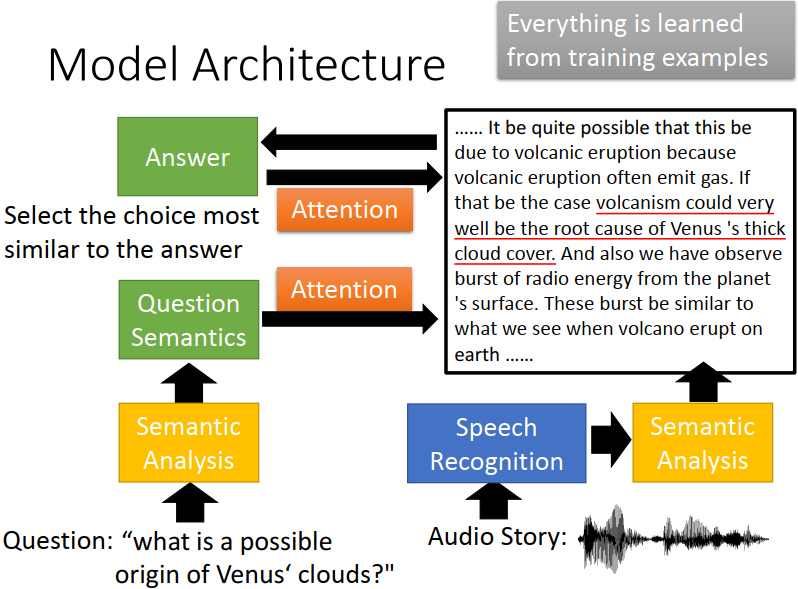 Everything is learned
from training examples
Model Architecture
Answer
Attention
Select the choice most
similar to the answer
Attention
Question
Semantics
Semantic
Analysis
Question: “what is a possible
origin of Venus‘ clouds?"
…… It be quite possible that this be
due to volcanic eruption because
volcanic eruption often emit gas. If
that be the case volcanism could very
well be the root cause of Venus 's thick
cloud cover. And also we have observe
burst of radio energy from the planet
's surface. These burst be similar to
what we see when volcano erupt on
earth ……
Speech
Recognition
Semantic
Analysis
Audio Story: